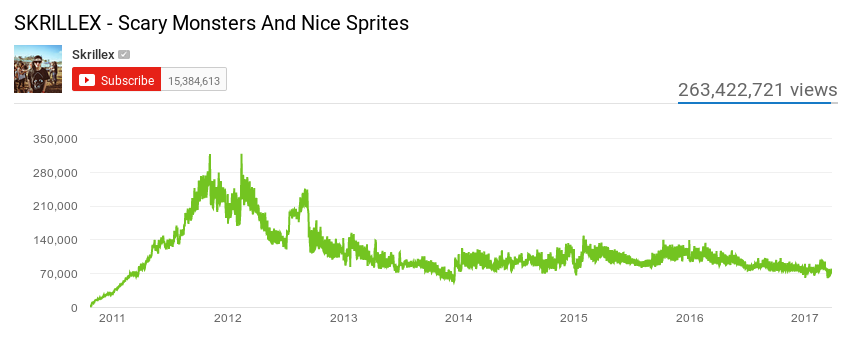 SKRILLEX - Scary Monsters And Nice Sprites
Skrillex
Subscribe 15,384,613
263,422,721 views
350,000
280,000
210,000
140,000
70,000
0
2011 2012 2013 2014 2015 2016 2017